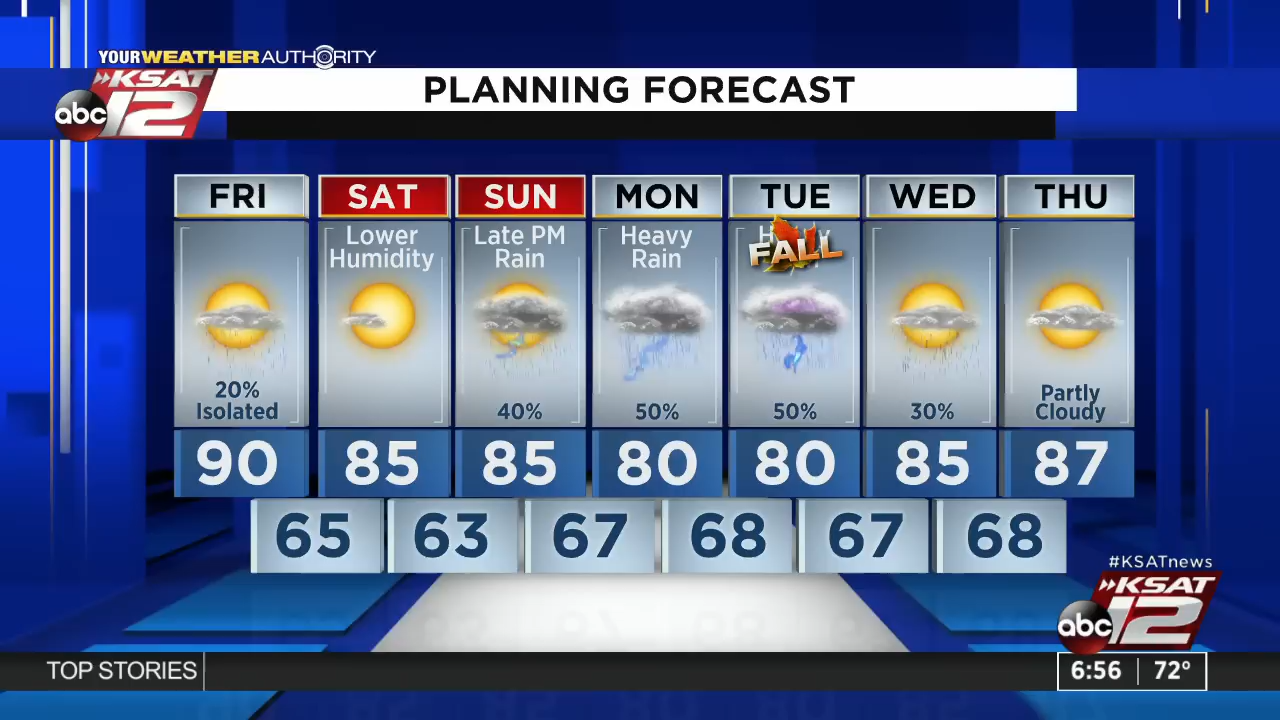 YOURWEATHERAUTHORITY
KSAT
abc 12
PLANNING FORECAST
FRI SAT SUN MON TUE WED THU
Lower
Humidity
Late PM
Rain
Heavy
Rain
FALL
20%
Isolated
40%
50%
50%
30%
Partly
Cloudy
90 85 85 80 80 85 87
65 63 67 68 67 68
#KSATnews
KSAT
abc 12
TOP STORIES
6:56 72°